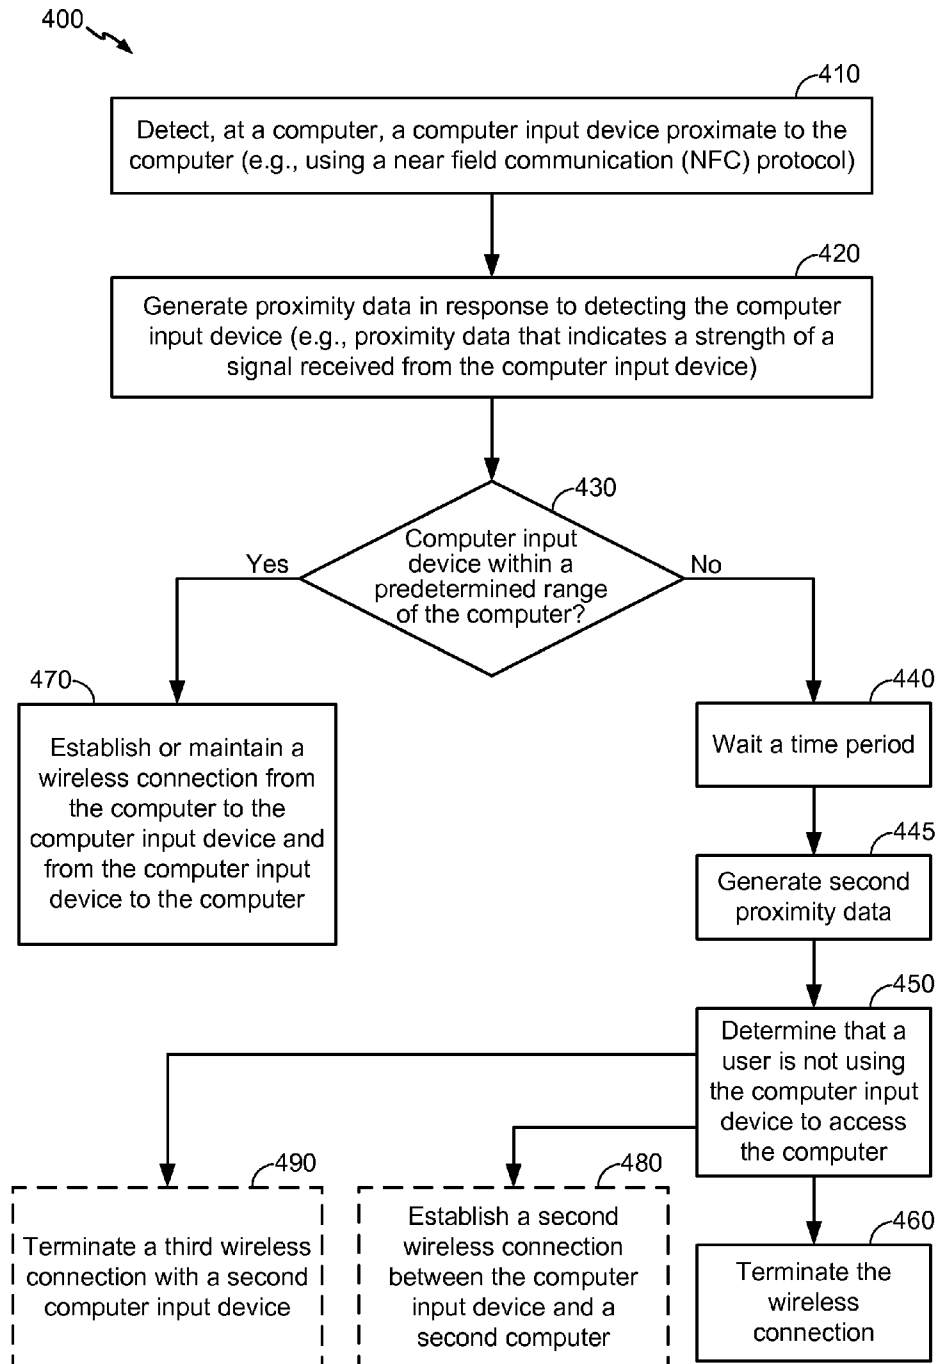 400
410
Detect, at a computer, a computer input device proximate to the
computer (e.g., using a near field communication (NFC) protocol)
420
Generate proximity data in response to detecting the computer
input device (e.g., proximity data that indicates a strength of a
signal received from the computer input device)
430
Computer input
device within a
predetermined range
of the computer?
Yes
No
470
Establish or maintain a
wireless connection from
the computer to the
computer input device and
from the computer input
device to the computer
440
Wait a time period
445
Generate second
proximity data
450
Determine that a
user is not using
the computer input
device to access
the computer
490
Terminate a third wireless
connection with a second
computer input device
480
Establish a second
wireless connection
between the computer
input device and a
second computer
460
Terminate the
wireless
connection